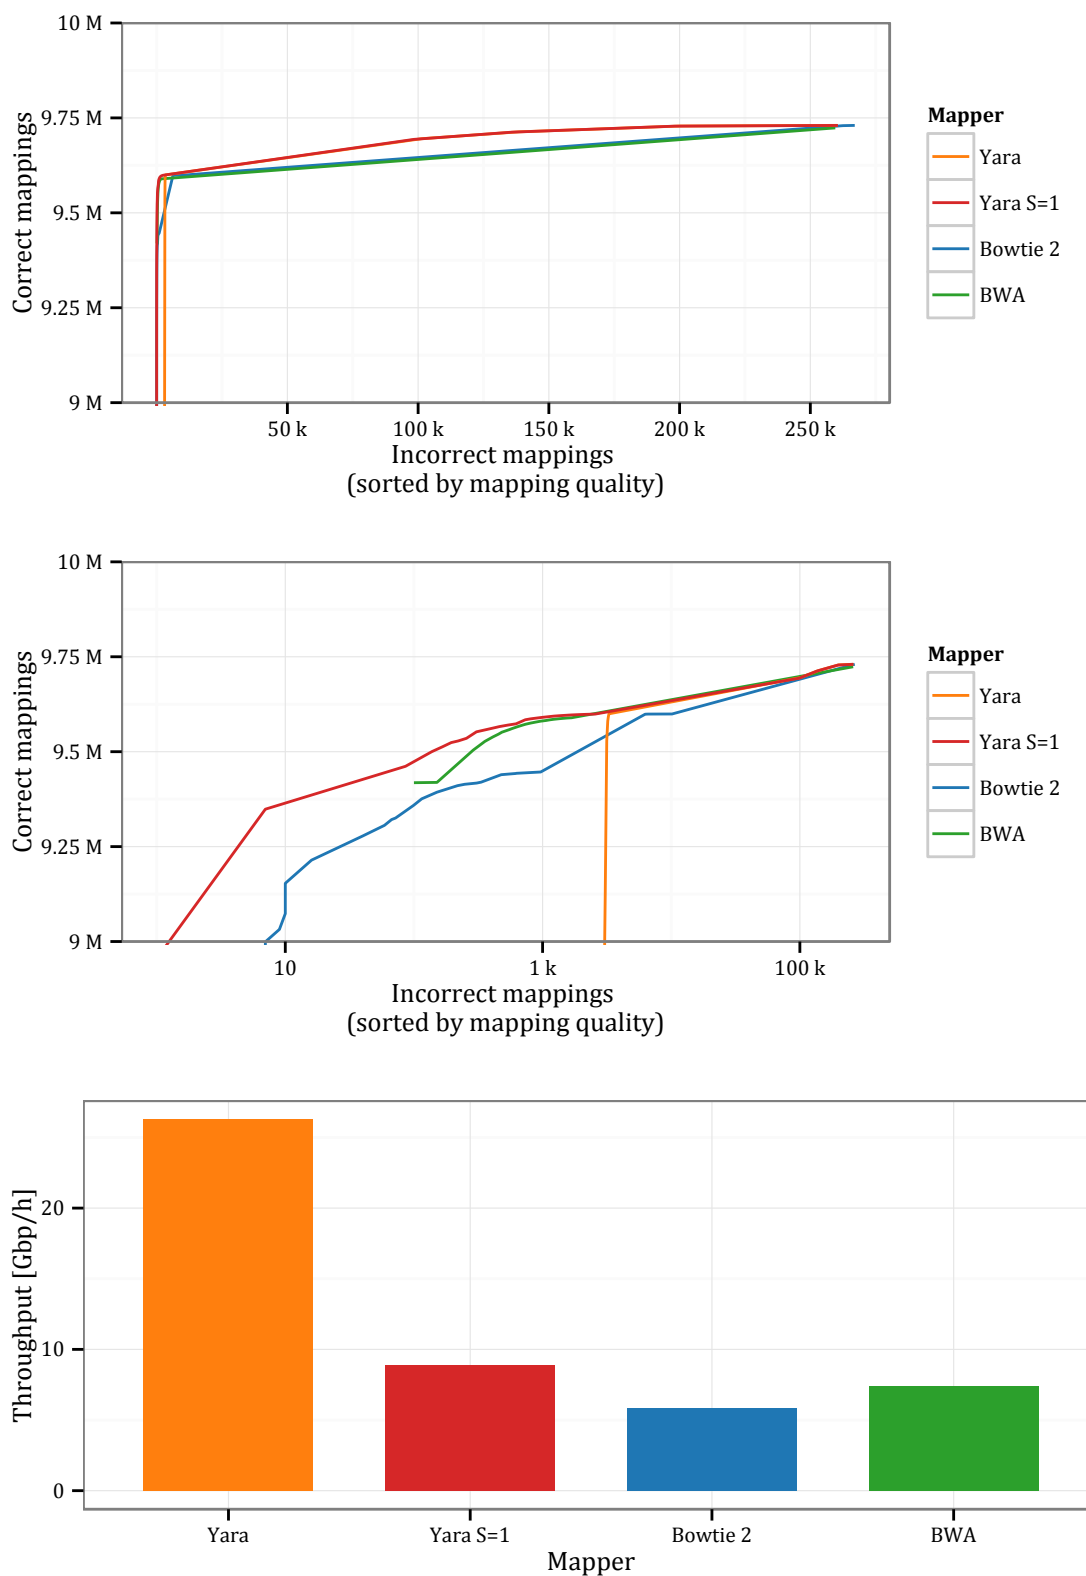 10 M
9.75 M
9.5 M
9.25 M
9 M
Correct mappings
50 k 100 k 150 k 200 k 250 k
Incorrect mappings
(sorted by mapping quality)
Mapper
Yara
Yara S=1
Bowtie 2
BWA
10 M
9.75 M
9.5 M
9.25 M
9 M
Correct mappings
10 1 k 100 k
Incorrect mappings
(sorted by mapping quality)
Mapper
Yara
Yara S=1
Bowtie 2
BWA
20
10
0
Throughput [Gbp/h]
Yara Yara S=1 Bowtie 2 BWA
Mapper